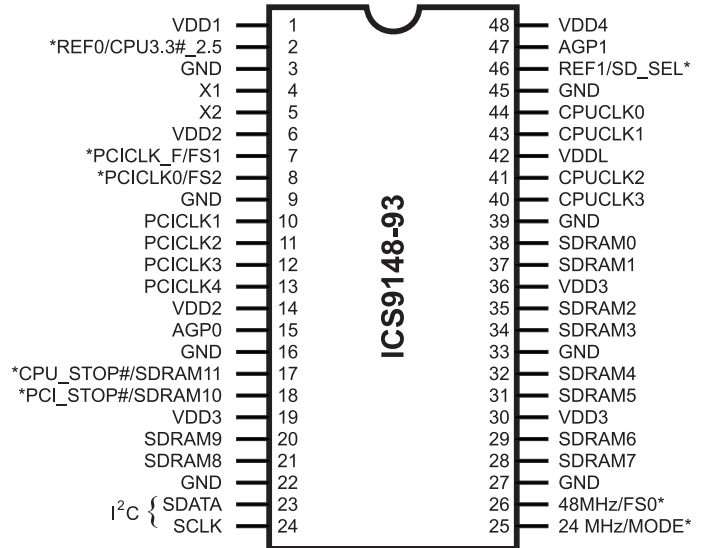 VDD1 1 48 VDD4
*REF0/CPU3.3#_2.5 2 47 AGP1
GND 3 46 REF1/SD_SEL*
X1 4 45 GND
X2 5 44 CPUCLK0
VDD2 6 43 CPUCLK1
*PCICLK_F/FS1 7 42 VDDL
*PCICLK0/FS2 8 41 CPUCLK2
GND 9 40 CPUCLK3
PCICLK1 10 39 GND
PCICLK2 11 38 SDRAM0
PCICLK3 12 37 SDRAM1
PCICLK4 13 36 VDD3
VDD2 14 35 SDRAM2
AGP0 15 34 SDRAM3
GND 16 33 GND
*CPU_STOP#/SDRAM11 17 32 SDRAM4
*PCI_STOP#/SDRAM10 18 31 SDRAM5
VDD3 19 30 VDD3
SDRAM9 20 29 SDRAM6
SDRAM8 21 28 SDRAM7
GND 22 27 GND
I²C { SDATA 23 26 48MHz/FS0*
SCLK 24 25 24 MHz/MODE*
ICS9148-93